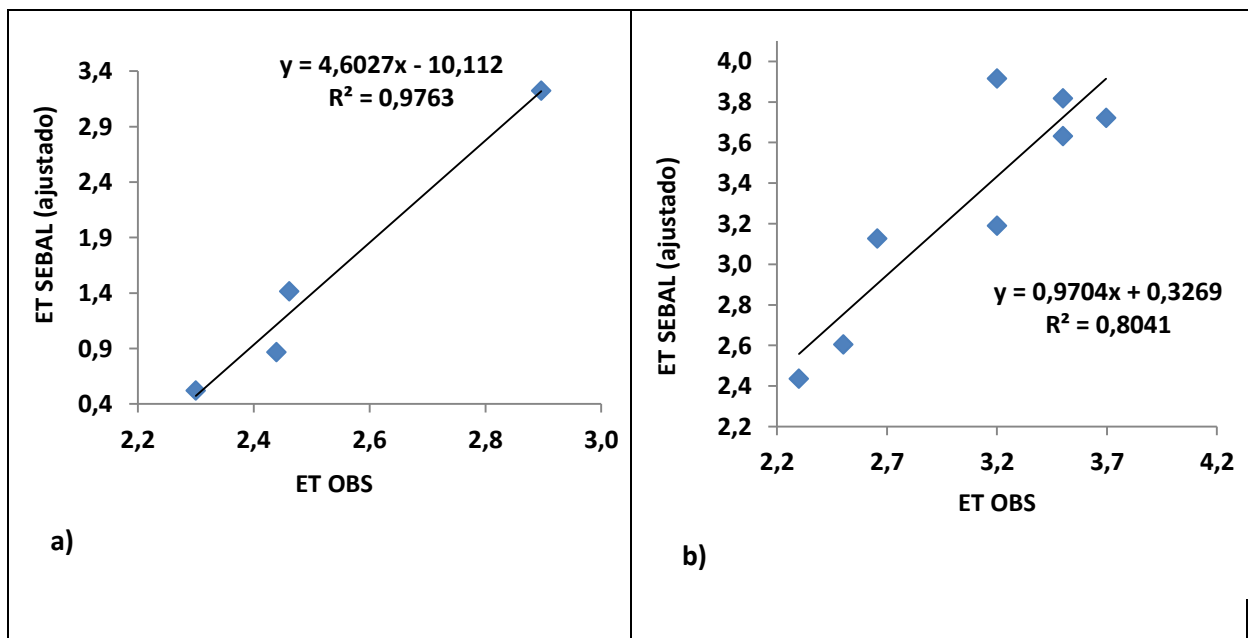 y = 4,6027x - 10,112
R² = 0,9763
ET SEBAL (ajustado)
3,4
2,9
2,4
1,9
1,4
0,9
0,4
2,2 2,4 2,6 2,8 3,0
ET OBS
a)
ET SEBAL (ajustado)
4,0
3,8
3,6
3,4
3,2
3,0
2,8
2,6
2,4
2,2
y = 0,9704x + 0,3269
R² = 0,8041
2,2 2,7 3,2 3,7 4,2
ET OBS
b)